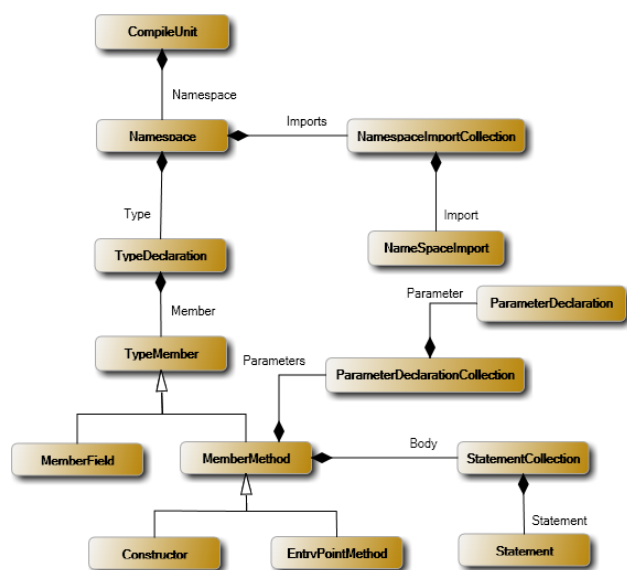 CompileUnit
Namespace
Namespace
Imports
NamespaceImportCollection
Type
Import
TypeDeclaration
NameSpaceImport
Member
Parameter
ParameterDeclaration
TypeMember
Parameters
ParameterDeclarationCollection
Body
MemberField
MemberMethod
StatementCollection
Statement
Constructor
EntryPointMethod
Statement